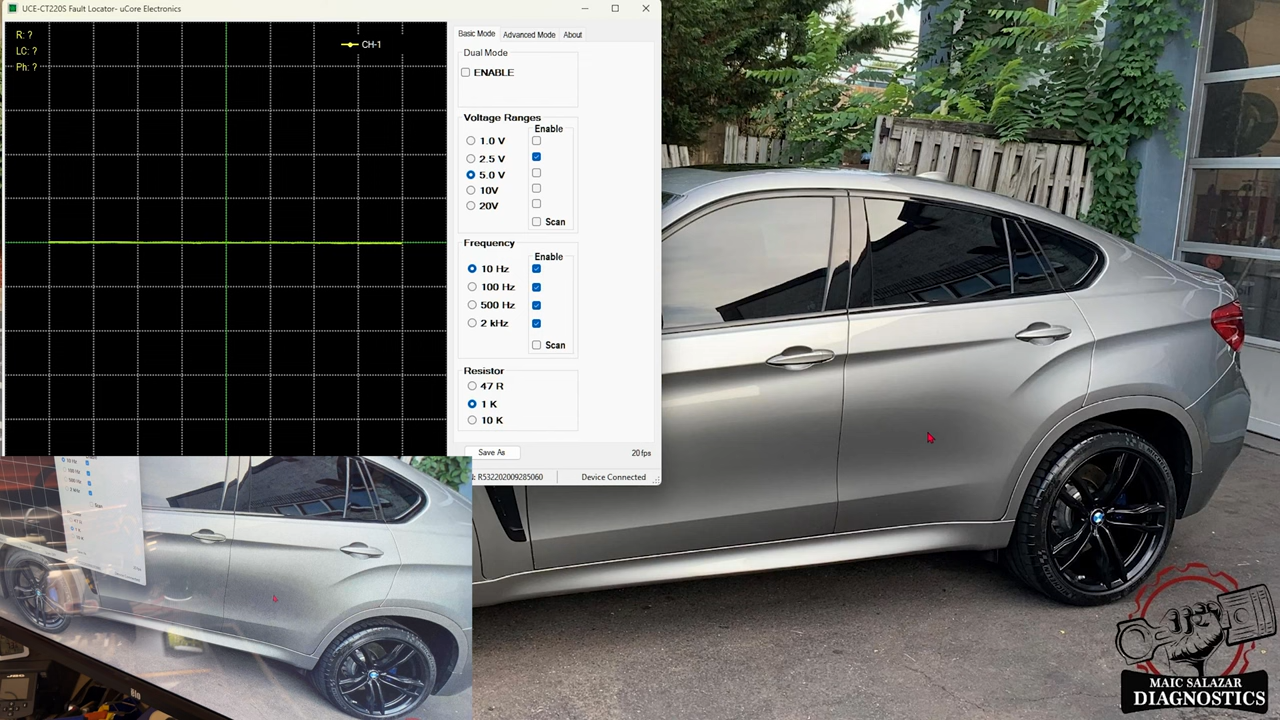 UCE-CT220S Fault Locator- uCore Electronics
R: ?
LC: ?
Ph: ?
CH-1
Basic Mode Advanced Mode About
Dual Mode
ENABLE
Voltage Ranges
Enable
1.0 V
2.5 V
5.0 V
10V
20V
Scan
Frequency
Enable
10 Hz
100 Hz
500 Hz
2 kHz
Scan
Resistor
47 R
1 K
10 K
Save As
20 fps
: R532202009285060
Device Connected
MAIC SALAZAR
DIAGNOSTICS